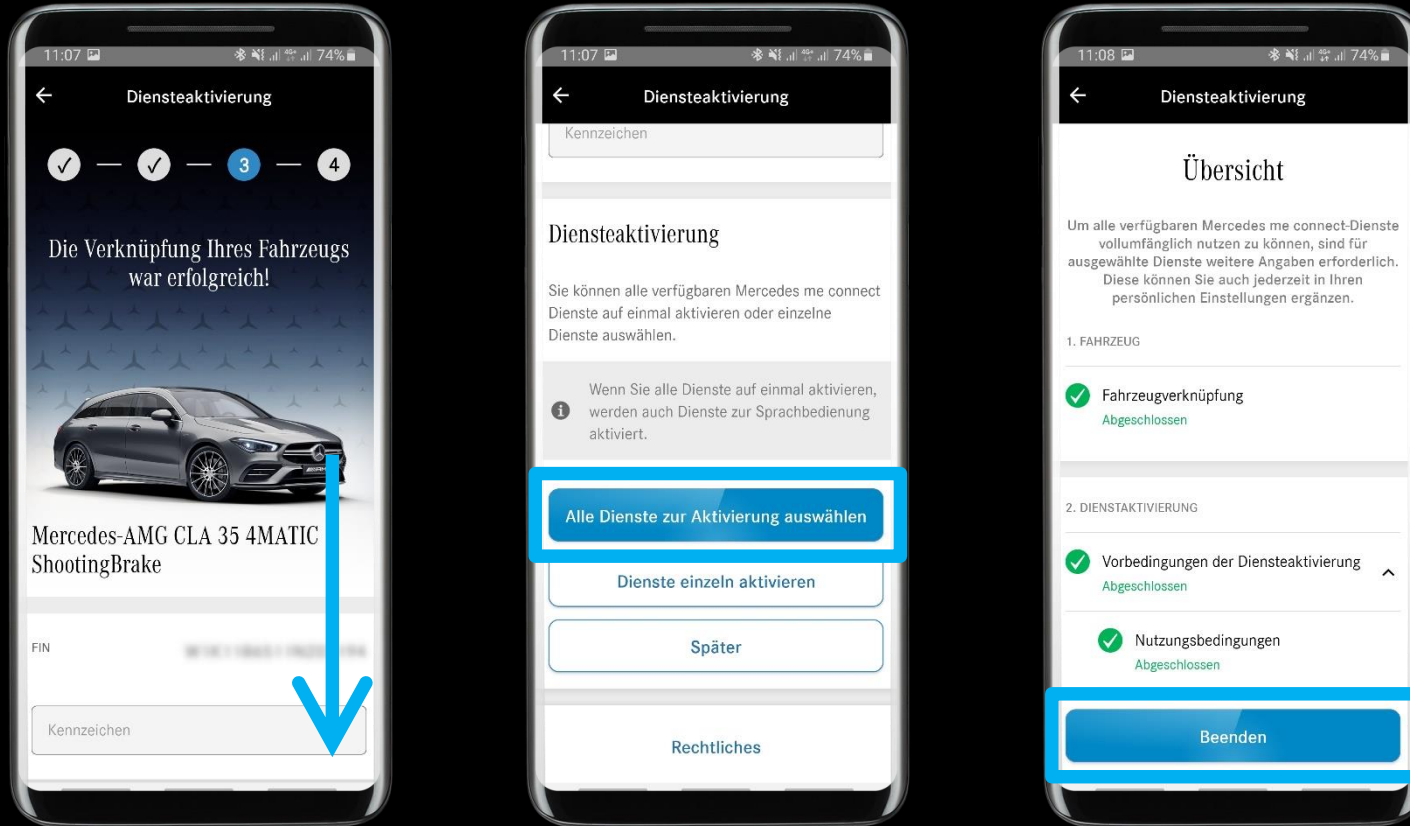 11:07
74%
Diensteaktivierung
3
4
Die Verknüpfung Ihres Fahrzeugs
war erfolgreich!
Mercedes-AMG CLA 35 4MATIC
ShootingBrake
FIN
Kennzeichen
11:07
74%
Diensteaktivierung
Kennzeichen
Diensteaktivierung
Sie können alle verfügbaren Mercedes me connect
Dienste auf einmal aktivieren oder einzelne
Dienste auswählen.
Wenn Sie alle Dienste auf einmal aktivieren,
werden auch Dienste zur Sprachbedienung
aktiviert.
Alle Dienste zur Aktivierung auswählen
Dienste einzeln aktivieren
Später
Rechtliches
11:08
74%
Diensteaktivierung
Übersicht
Um alle verfügbaren Mercedes me connect-Dienste
vollumfänglich nutzen zu können, sind für
ausgewählte Dienste weitere Angaben erforderlich.
Diese können Sie auch jederzeit in Ihren
persönlichen Einstellungen ergänzen.
1. FAHRZEUG
Fahrzeugverknüpfung
Abgeschlossen
2. DIENSTAKTIVIERUNG
Vorbedingungen der Diensteaktivierung
Abgeschlossen
Nutzungsbedingungen
Abgeschlossen
Beenden